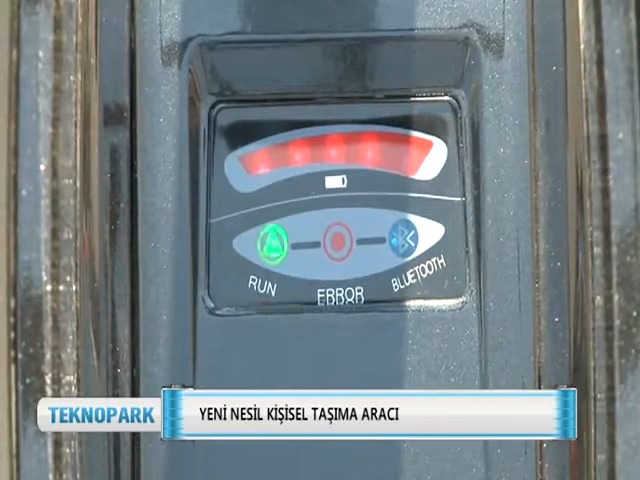 RUN
ERROR
BLUETOOTH
TEKNOPARK
YENİ NESİL KİŞİSEL TAŞIMA ARACI